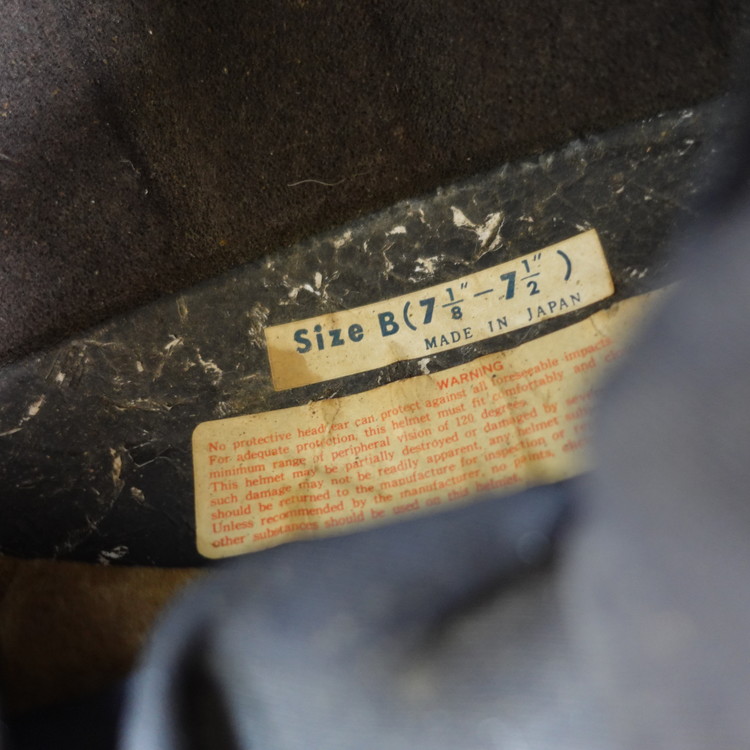 Size B(7 1/8" - 7 1/2")
MADE IN JAPAN
WARNING
No protective headgear can protect against all foreseeable impacts
For adequate protection, this helmet must fit comfortably and
minimum range of peripheral vision of 120 degrees.
This helmet may be partially destroyed or damaged by
such damage may not be readily apparent, any helmet
should be returned to the manufacture for inspection or
Unless recommended by the manufacturer, no paints,
other substances should be used on this helmet.